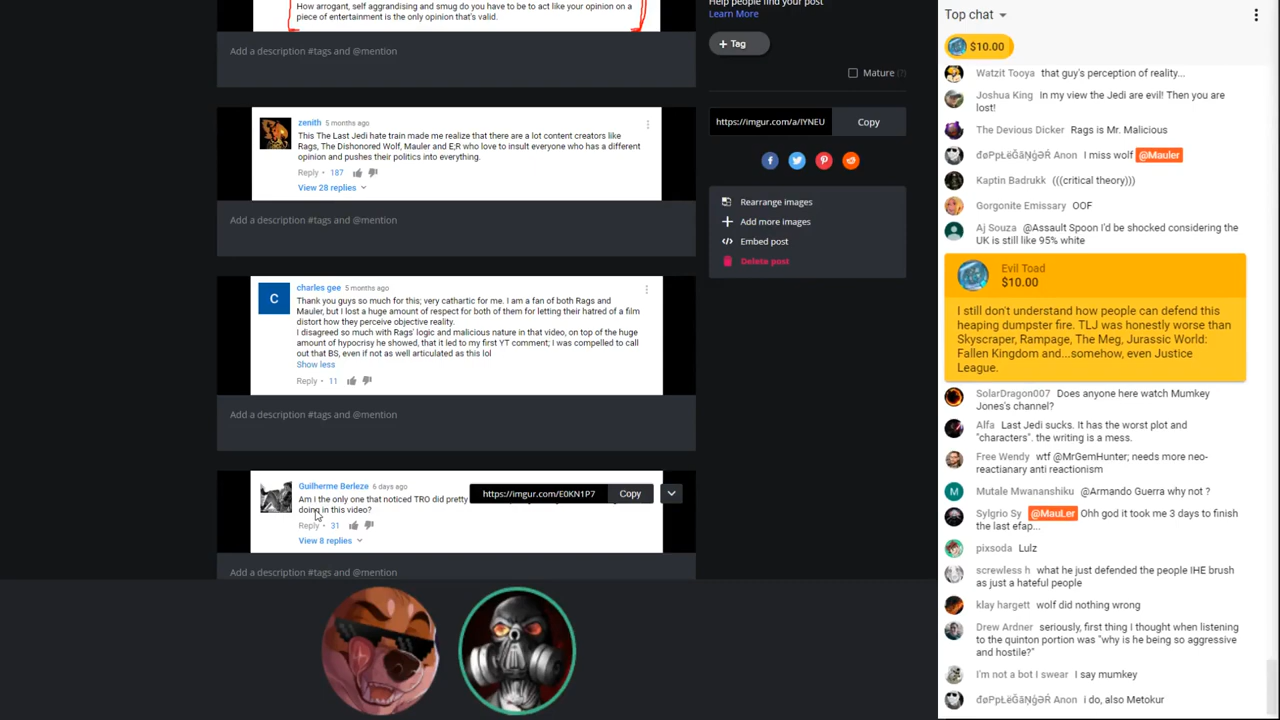 How arrogant, self aggrandising and smug do you have to be to act like your opinion on a
piece of entertainment is the only opinion that's valid.
Add a description #tags and @mention
zenith 5 months ago
This The Last Jedi hate train made me realize that there are a lot content creators like
Rags, The Dishonored Wolf, Mauler and E;R who love to insult everyone who has a different
opinion and pushes their politics into everything.
Reply · 187
View 28 replies
Add a description #tags and @mention
C
charles gee 5 months ago
Thank you guys so much for this; very cathartic for me. I am a fan of both Rags and
Mauler, but I lost a huge amount of respect for both of them for letting their hatred of a film
distort how they perceive objective reality.
I disagreed so much with Rags' logic and malicious nature in that video, on top of the huge
amount of hypocrisy he showed, that it led to my first YT comment; I was compelled to call
out that BS, even if not as well articulated as this lol
Show less
Reply · 11
Add a description #tags and @mention
Guilherme Berleze 6 days ago
Am I the only one that noticed TRO did pretty
doing in this video?
https://imgur.com/E0KN1P7 Copy
Reply · 31
View 8 replies
Add a description #tags and @mention
Help people find your post
Learn More
+ Tag
Mature (?)
https://imgur.com/a/IYNEU Copy
Rearrange images
Add more images
Embed post
Delete post
Top chat
$10.00
Watzit Tooya that guy's perception of reality...
Joshua King In my view the Jedi are evil! Then you are
lost!
The Devious Dicker Rags is Mr. Malicious
Anon I miss wolf @Mauler
Kaptin Badrukk (((critical theory)))
Gorgonite Emissary OOF
Aj Souza @Assault Spoon I'd be shocked considering the
UK is still like 95% white
Evil Toad
$10.00
I still don't understand how people can defend this
heaping dumpster fire. TLJ was honestly worse than
Skyscraper, Rampage, The Meg, Jurassic World:
Fallen Kingdom and...somehow, even Justice
League.
SolarDragon007 Does anyone here watch Mumkey
Jones's channel?
Alfa Last Jedi sucks. It has the worst plot and
"characters". the writing is a mess.
Free Wendy wtf @MrGemHunter; needs more neo-
reactianary anti reactionism
M Mutale Mwananshiku @Armando Guerra why not ?
Sylgrio Sy @MauLer Ohh god it took me 3 days to finish
the last efap...
pixsoda Lulz
screwless h what he just defended the people IHE brush
as just a hateful people
klay hargett wolf did nothing wrong
Drew Ardner seriously, first thing I thought when listening
to the quinton portion was "why is he being so aggressive
and hostile?"
I'm not a bot I swear I say mumkey
Anon i do, also Metokur